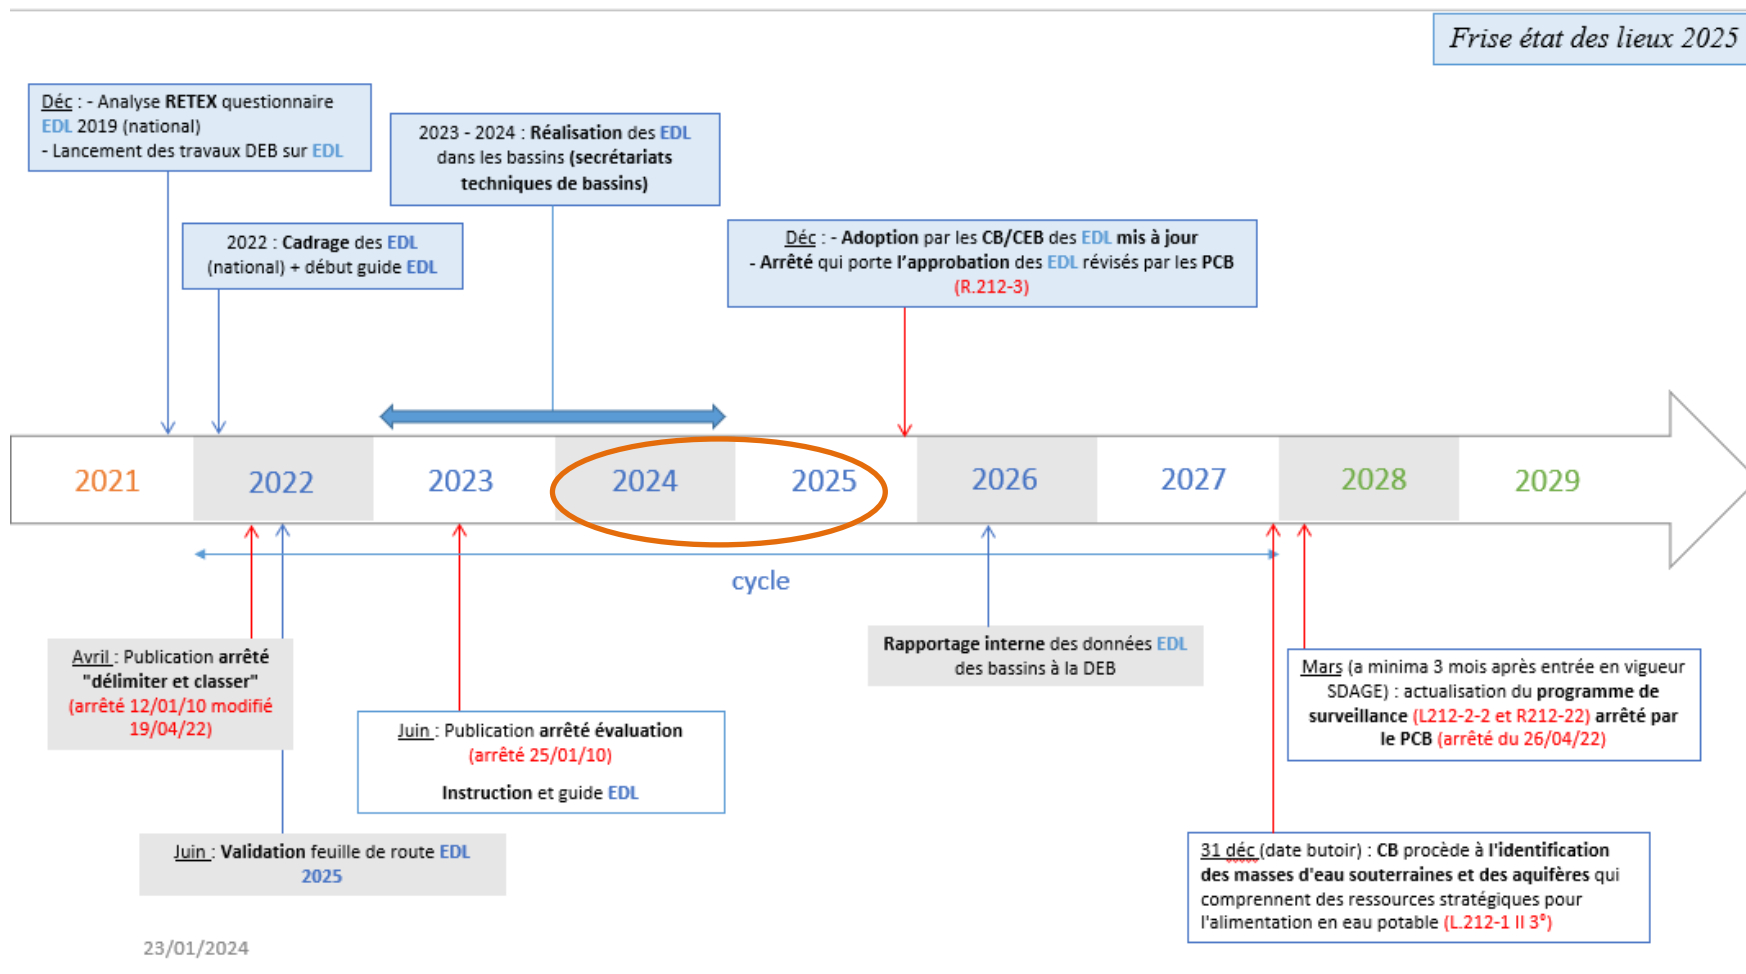 Frise état des lieux 2025
Déc : - Analyse RETEX questionnaire
EDL 2019 (national)
- Lancement des travaux DEB sur EDL
2023 - 2024 : Réalisation des EDL
dans les bassins (secrétariats
techniques de bassins)
2022 : Cadrage des EDL
(national) + début guide EDL
Déc : - Adoption par les CB/CEB des EDL mis à jour
- Arrêté qui porte l'approbation des EDL révisés par les PCB
(R.212-3)
2021 2022 2023 2024 2025 2026 2027 2028 2029
cycle
Avril : Publication arrêté
"délimiter et classer"
(arrêté 12/01/10 modifié
19/04/22)
Juin : Publication arrêté évaluation
(arrêté 25/01/10)
Instruction et guide EDL
Rapportage interne des données EDL
des bassins à la DEB
Mars (a minima 3 mois après entrée en vigueur
SDAGE) : actualisation du programme de
surveillance (L212-2-2 et R212-22) arrêté par
le PCB (arrêté du 26/04/22)
Juin : Validation feuille de route EDL
2025
31 déc (date butoir) : CB procède à l'identification
des masses d'eau souterraines et des aquifères qui
comprennent des ressources stratégiques pour
l'alimentation en eau potable (L.212-1 II 3°)
23/01/2024